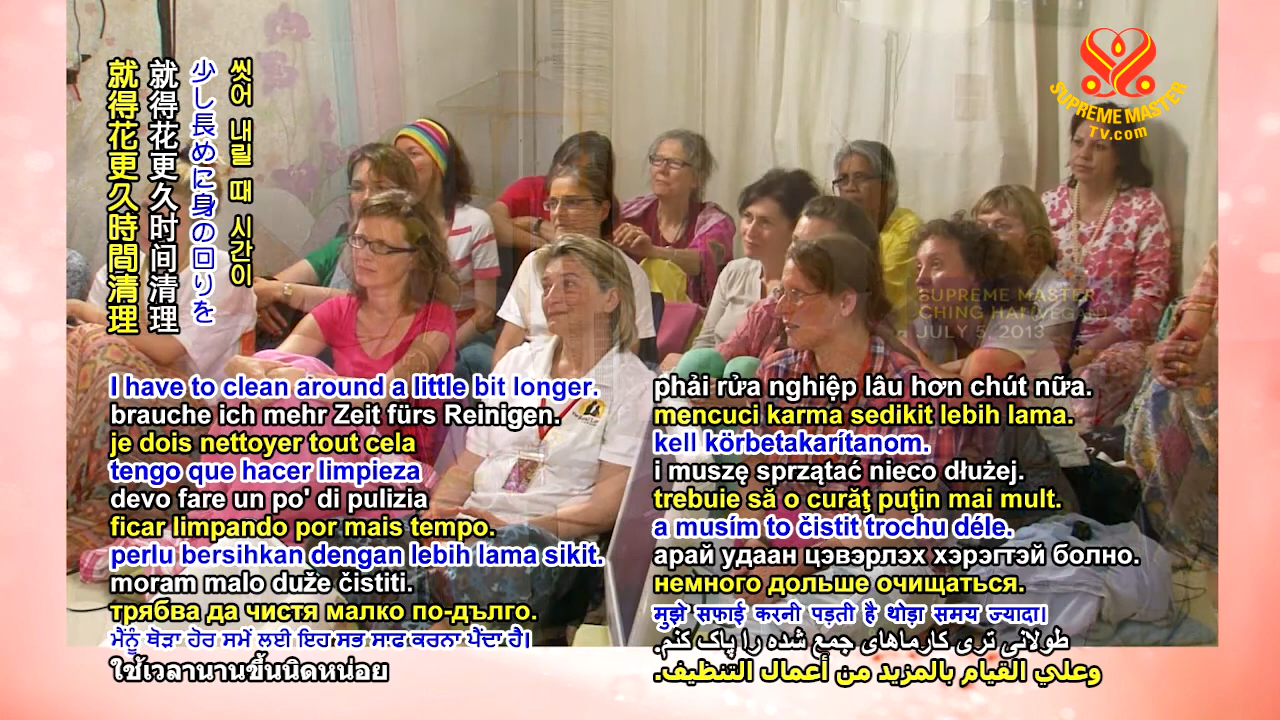 SUPREME MASTER
Tv.com
씻어 내릴 때 시간이
少し長めに身の回りを
就得花更久时间清理
就得花更久時間清理
SUPREME MASTER
CHING HAI (VEGAN)
JULY 5, 2013
I have to clean around a little bit longer.
brauche ich mehr Zeit fürs Reinigen.
je dois nettoyer tout cela
tengo que hacer limpieza
devo fare un po' di pulizia
ficar limpando por mais tempo.
perlu bersihkan dengan lebih lama sikit.
moram malo duže čistiti.
трябва да чистя малко по-дълго.
ਮੈਨੂੰ ਥੋੜਾ ਹੋਰ ਸਮੇਂ ਲਈ ਇਹ ਸਭ ਸਾਫ ਕਰਨਾ ਪੈਂਦਾ ਹੈ।
ใช้เวลานานขึ้นนิดหน่อย
phải rửa nghiệp lâu hơn chút nữa.
mencuci karma sedikit lebih lama.
kell körbetakarítanom.
i muszę sprzątać nieco dłużej.
trebuie să o curăţ puţin mai mult.
a musím to čistit trochu déle.
арай удаан цэвэрлэх хэрэгтэй болно.
немного дольше очищаться.
मुझे सफाई करनी पड़ती है थोड़ा समय ज्यादा।
طولانی تری کارماهای جمع شده را پاک کنم.
وعلي القيام بالمزيد من أعمال التنظيف.